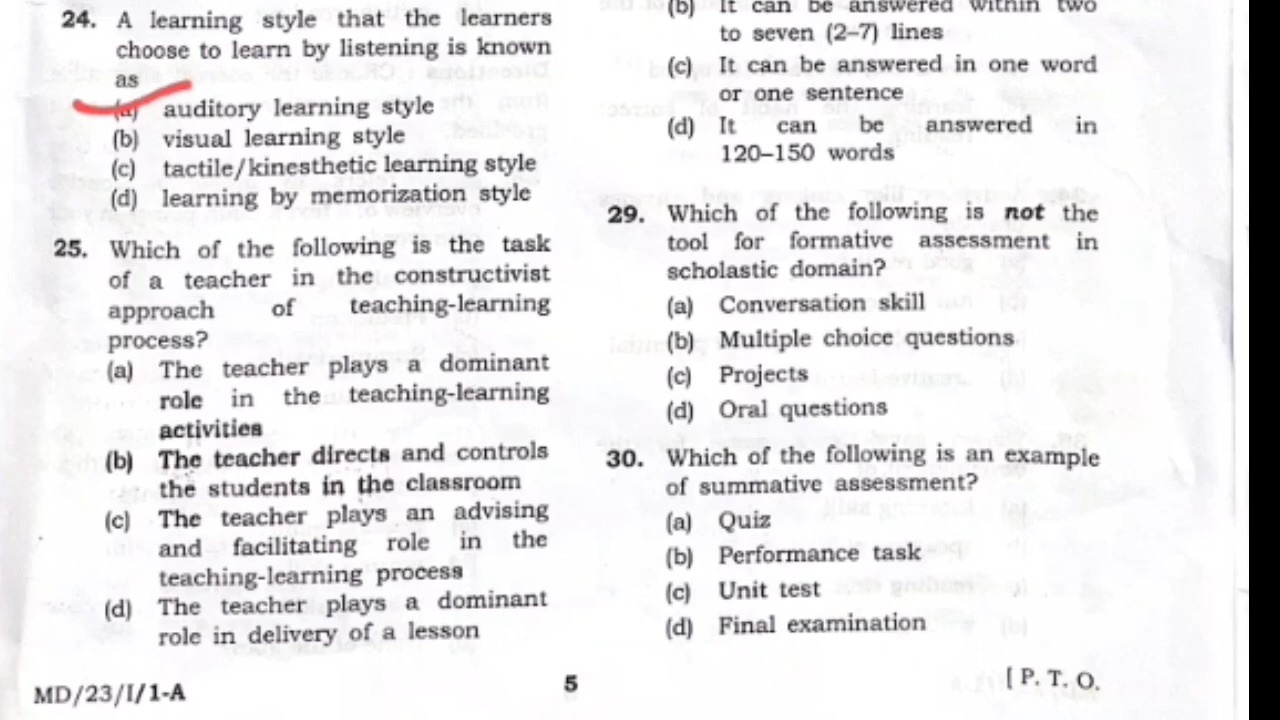 24. A learning style that the learners
choose to learn by listening is known
as
(a) auditory learning style
(b) visual learning style
(c) tactile/kinesthetic learning style
(d) learning by memorization style
25. Which of the following is the task
of a teacher in the constructivist
approach of teaching-learning
process?
(a) The teacher plays a dominant
role in the teaching-learning
activities
(b) The teacher directs and controls
the students in the classroom
(c) The teacher plays an advising
and facilitating role in the
teaching-learning process
(d) The teacher plays a dominant
role in delivery of a lesson
(b) It can be answered within two
to seven (2–7) lines
(c) It can be answered in one word
or one sentence
(d) It can be answered in
120–150 words
29. Which of the following is not the
tool for formative assessment in
scholastic domain?
(a) Conversation skill
(b) Multiple choice questions
(c) Projects
(d) Oral questions
30. Which of the following is an example
of summative assessment?
(a) Quiz
(b) Performance task
(c) Unit test
(d) Final examination
MD/23/I/1-A
5
[ P. T. O.